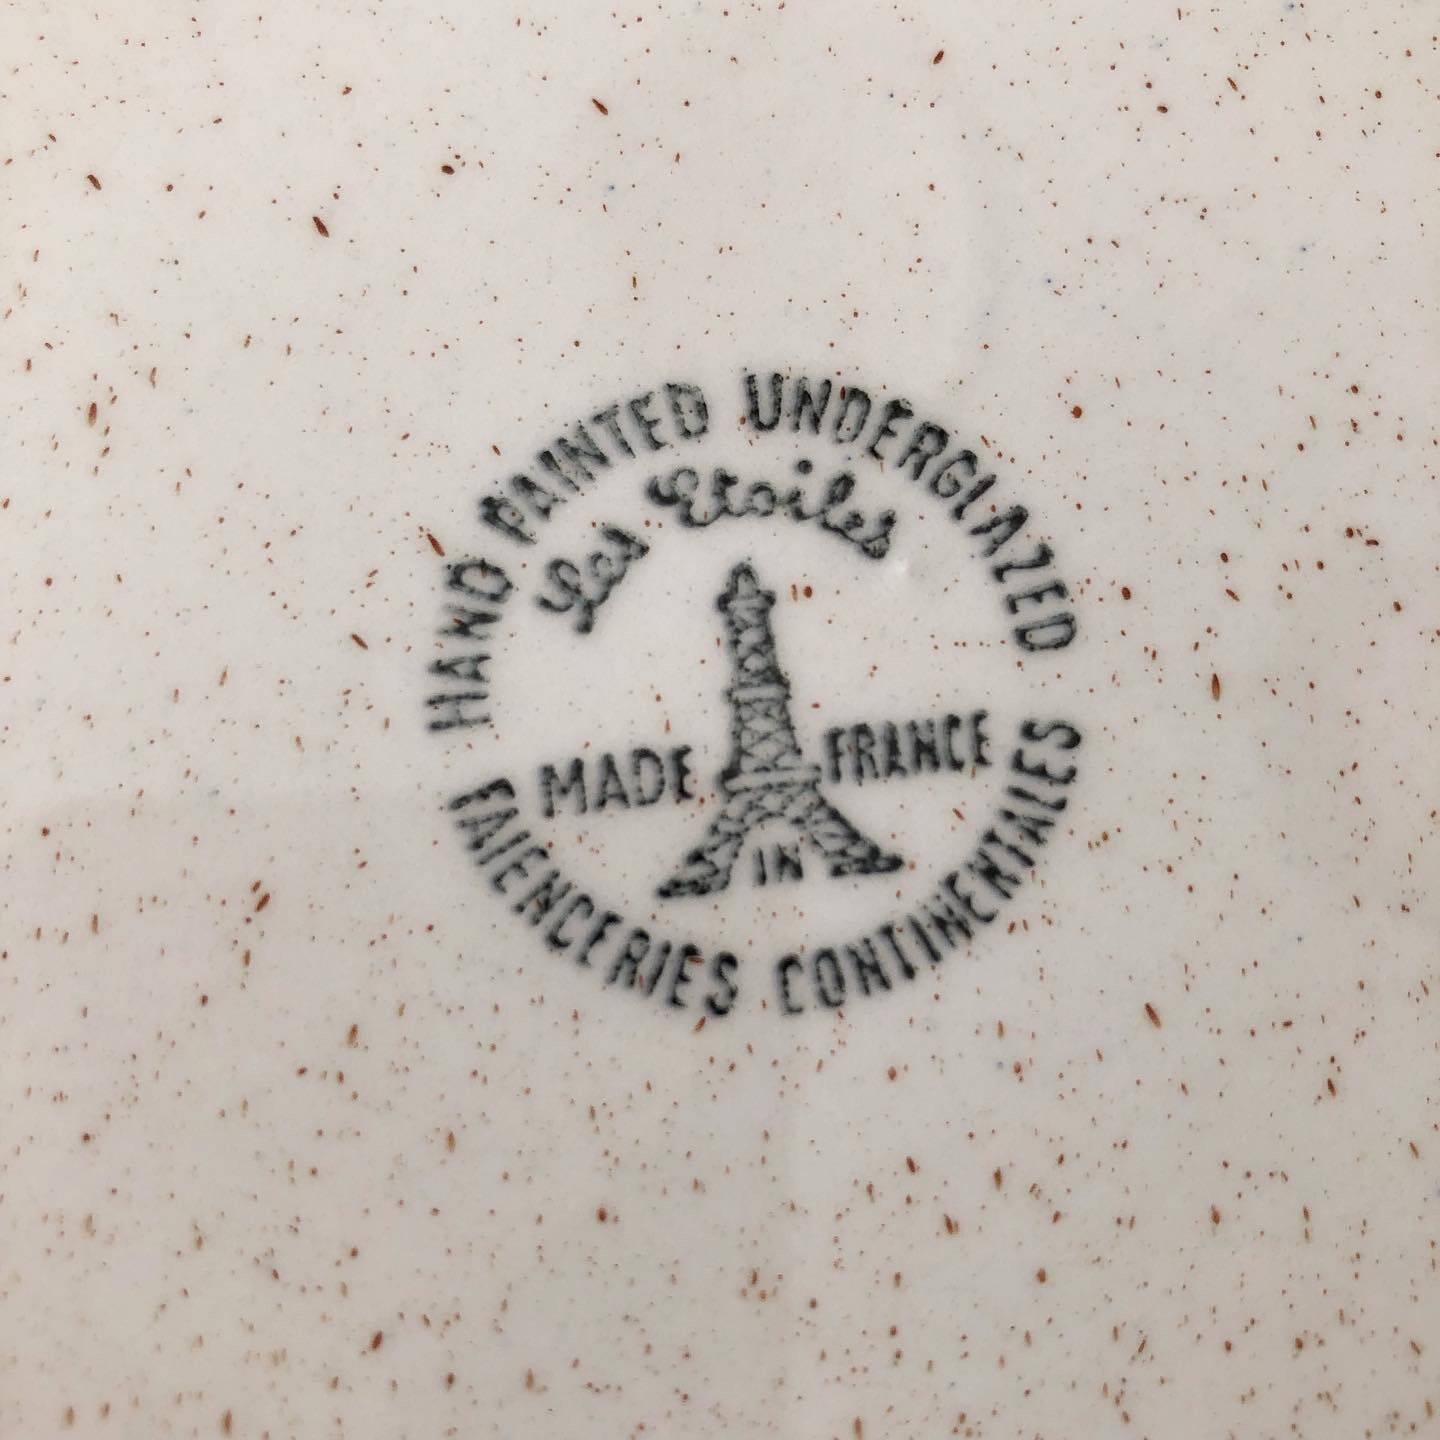 HAND PAINTED UNDERGLAZED
Les Etoiles
MADE IN FRANCE
FAIENCERIES CONTINENTALES